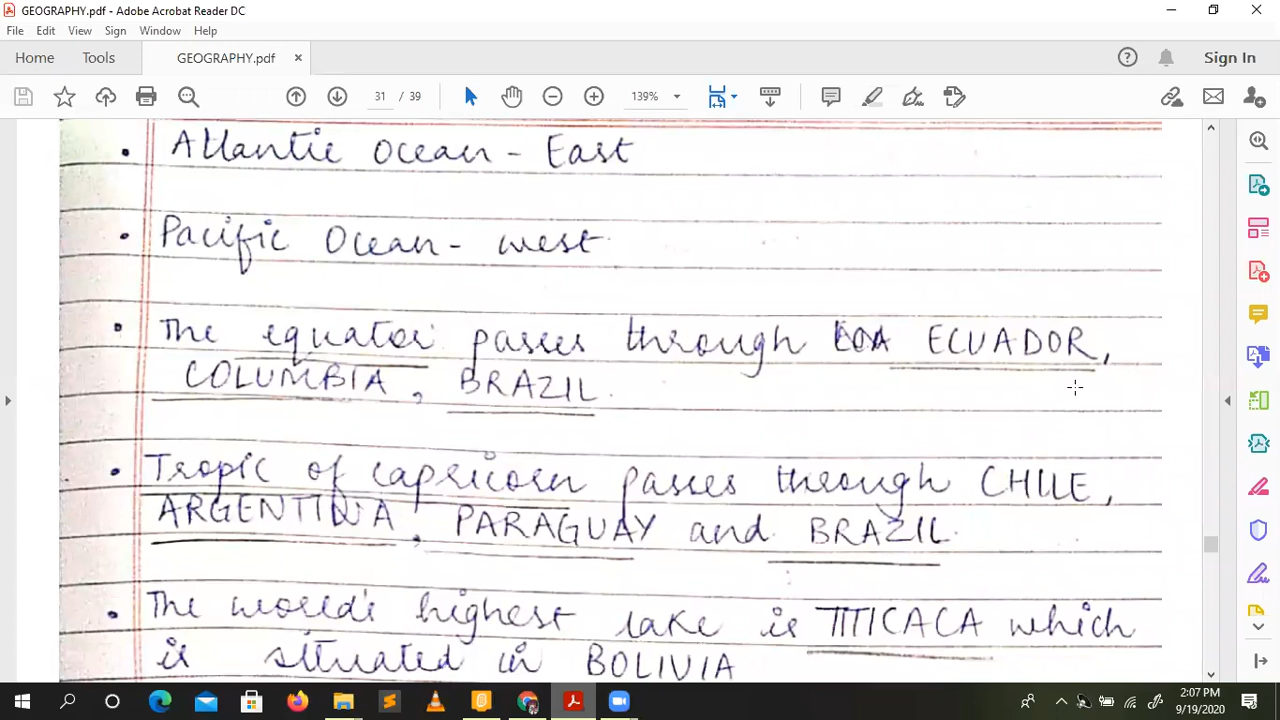 GEOGRAPHY.pdf - Adobe Acrobat Reader DC
File Edit View Sign Window Help
Home Tools GEOGRAPHY.pdf × Sign In
31 / 39 139%
• Atlantic Ocean - East
• Pacific Ocean - west.
• The equator passes through ECUADOR,
COLUMBIA, BRAZIL.
• Tropic of capricorn passes through CHILE,
ARGENTINA, PARAGUAY and BRAZIL.
• The world's highest lake is TITICACA which
is situated in BOLIVIA
2:07 PM
9/19/2020